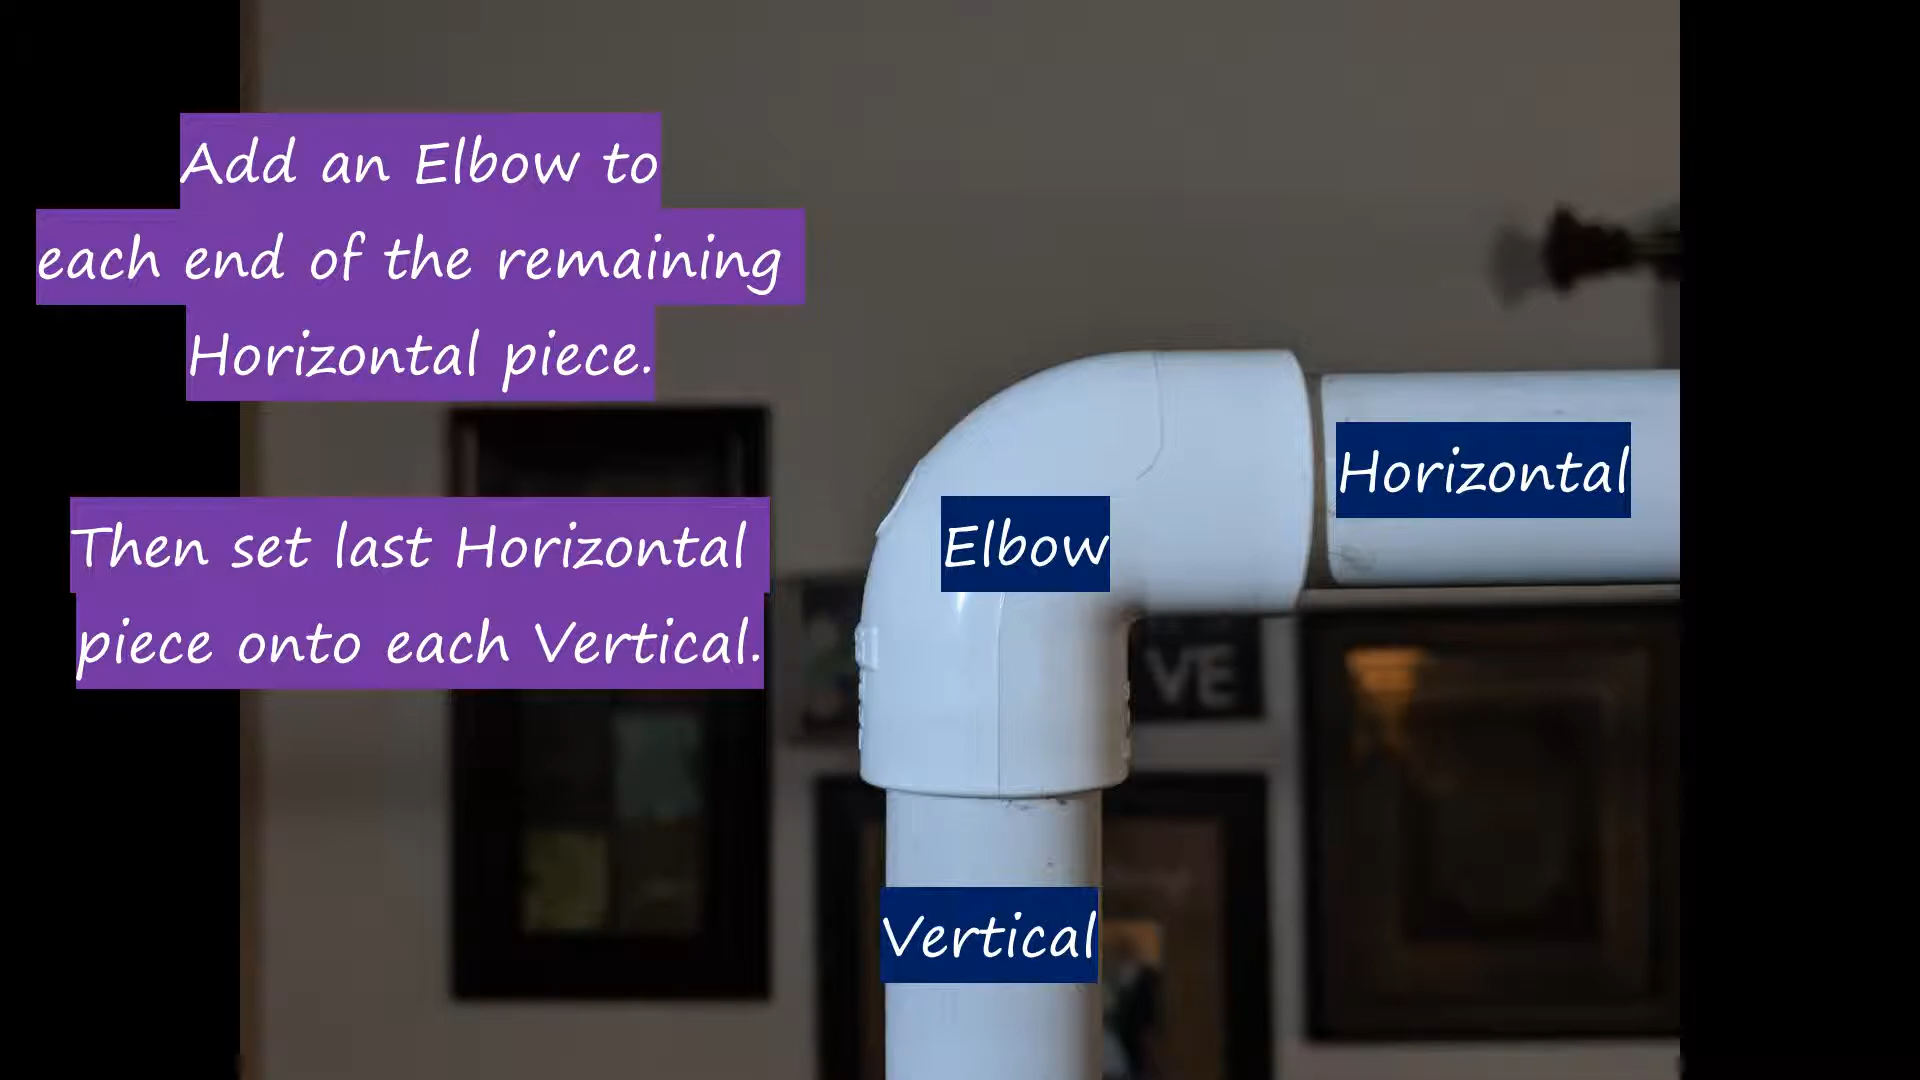 Add an Elbow to
each end of the remaining
Horizontal piece.
Then set last Horizontal
piece onto each Vertical.
Horizontal
Elbow
VE
Vertical